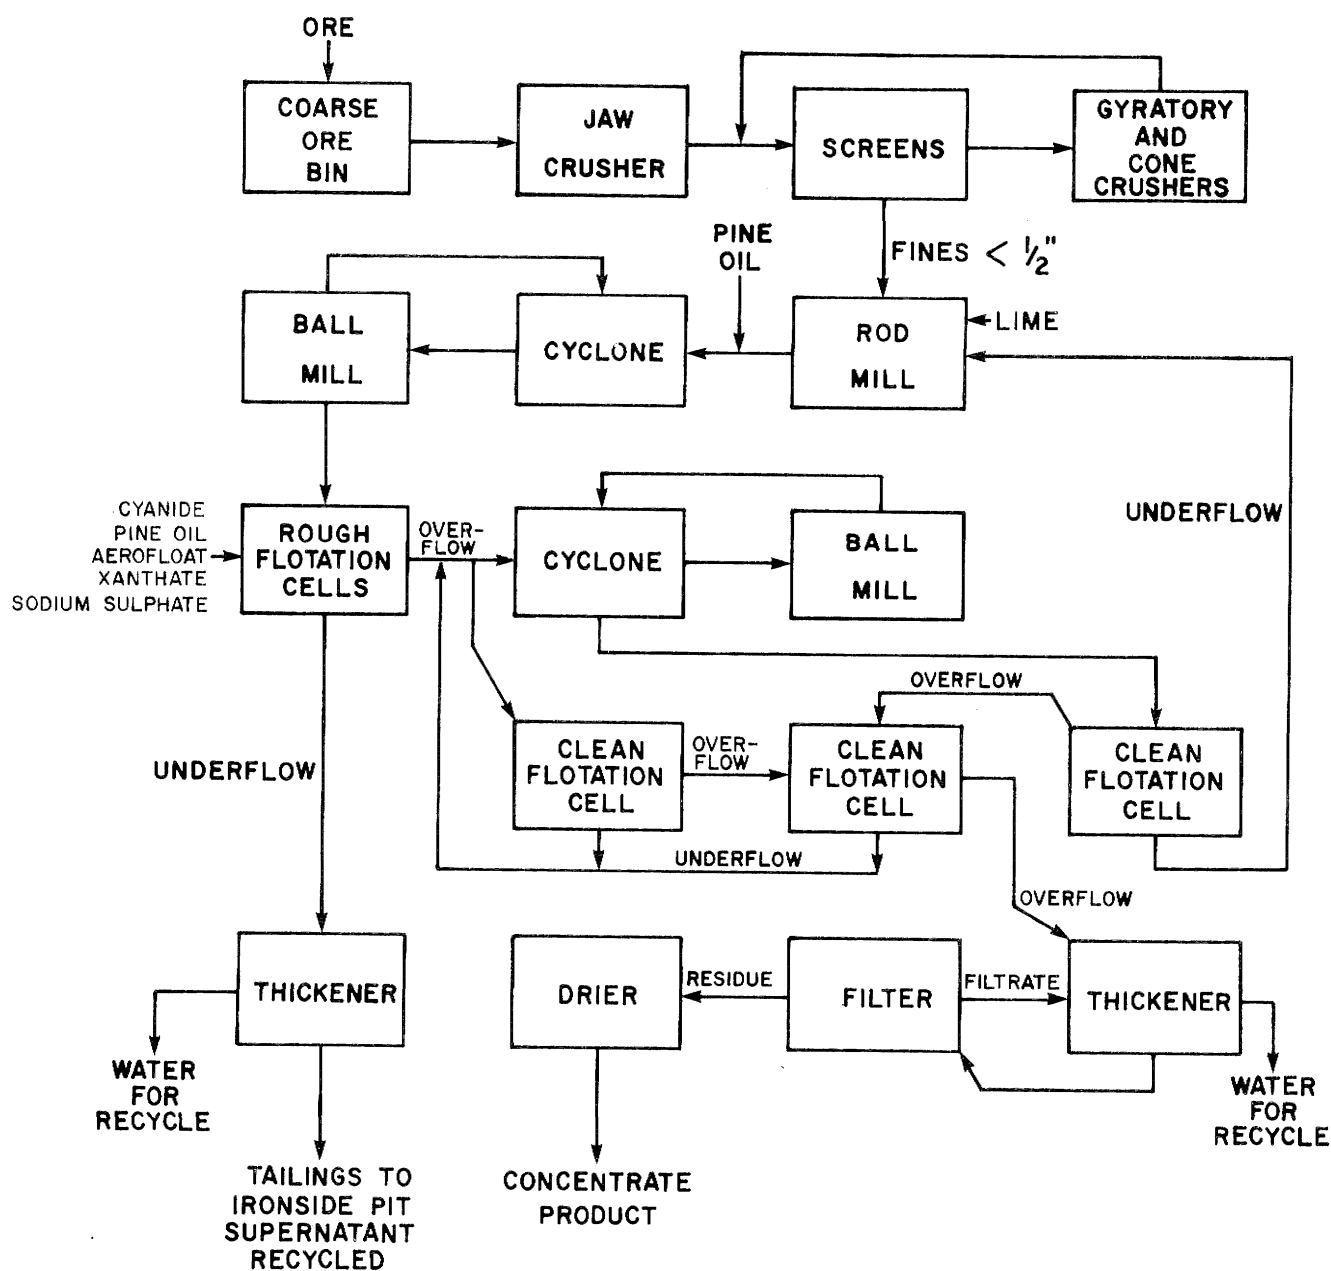 ORE
COARSE
ORE
BIN
JAW
CRUSHER
SCREENS
GYRATORY
AND
CONE
CRUSHERS
PINE
OIL
FINES < 1/2"
BALL
MILL
CYCLONE
ROD
MILL
LIME
CYANIDE
PINE OIL
AEROFLOAT
XANTHATE
SODIUM SULPHATE
ROUGH
FLOTATION
CELLS
OVER-
FLOW
CYCLONE
BALL
MILL
UNDERFLOW
OVERFLOW
UNDERFLOW
CLEAN
FLOTATION
CELL
OVER-
FLOW
CLEAN
FLOTATION
CELL
CLEAN
FLOTATION
CELL
UNDERFLOW
OVERFLOW
THICKENER
DRIER
RESIDUE
FILTER
FILTRATE
THICKENER
WATER
FOR
RECYCLE
WATER
FOR
RECYCLE
TAILINGS TO
IRONSIDE PIT
SUPERNATANT
RECYCLED
CONCENTRATE
PRODUCT